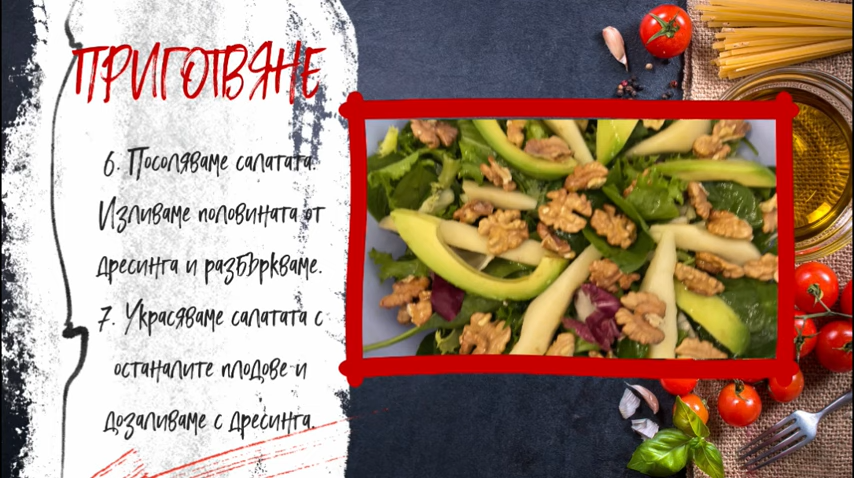 ПРИГОТВЯНЕ
6. Посоляваме салатата.
Изливаме половината от
дресинга и разбъркваме.
7. Украсяваме салатата с
останалите плодове и
дозаливаме с дресинга.